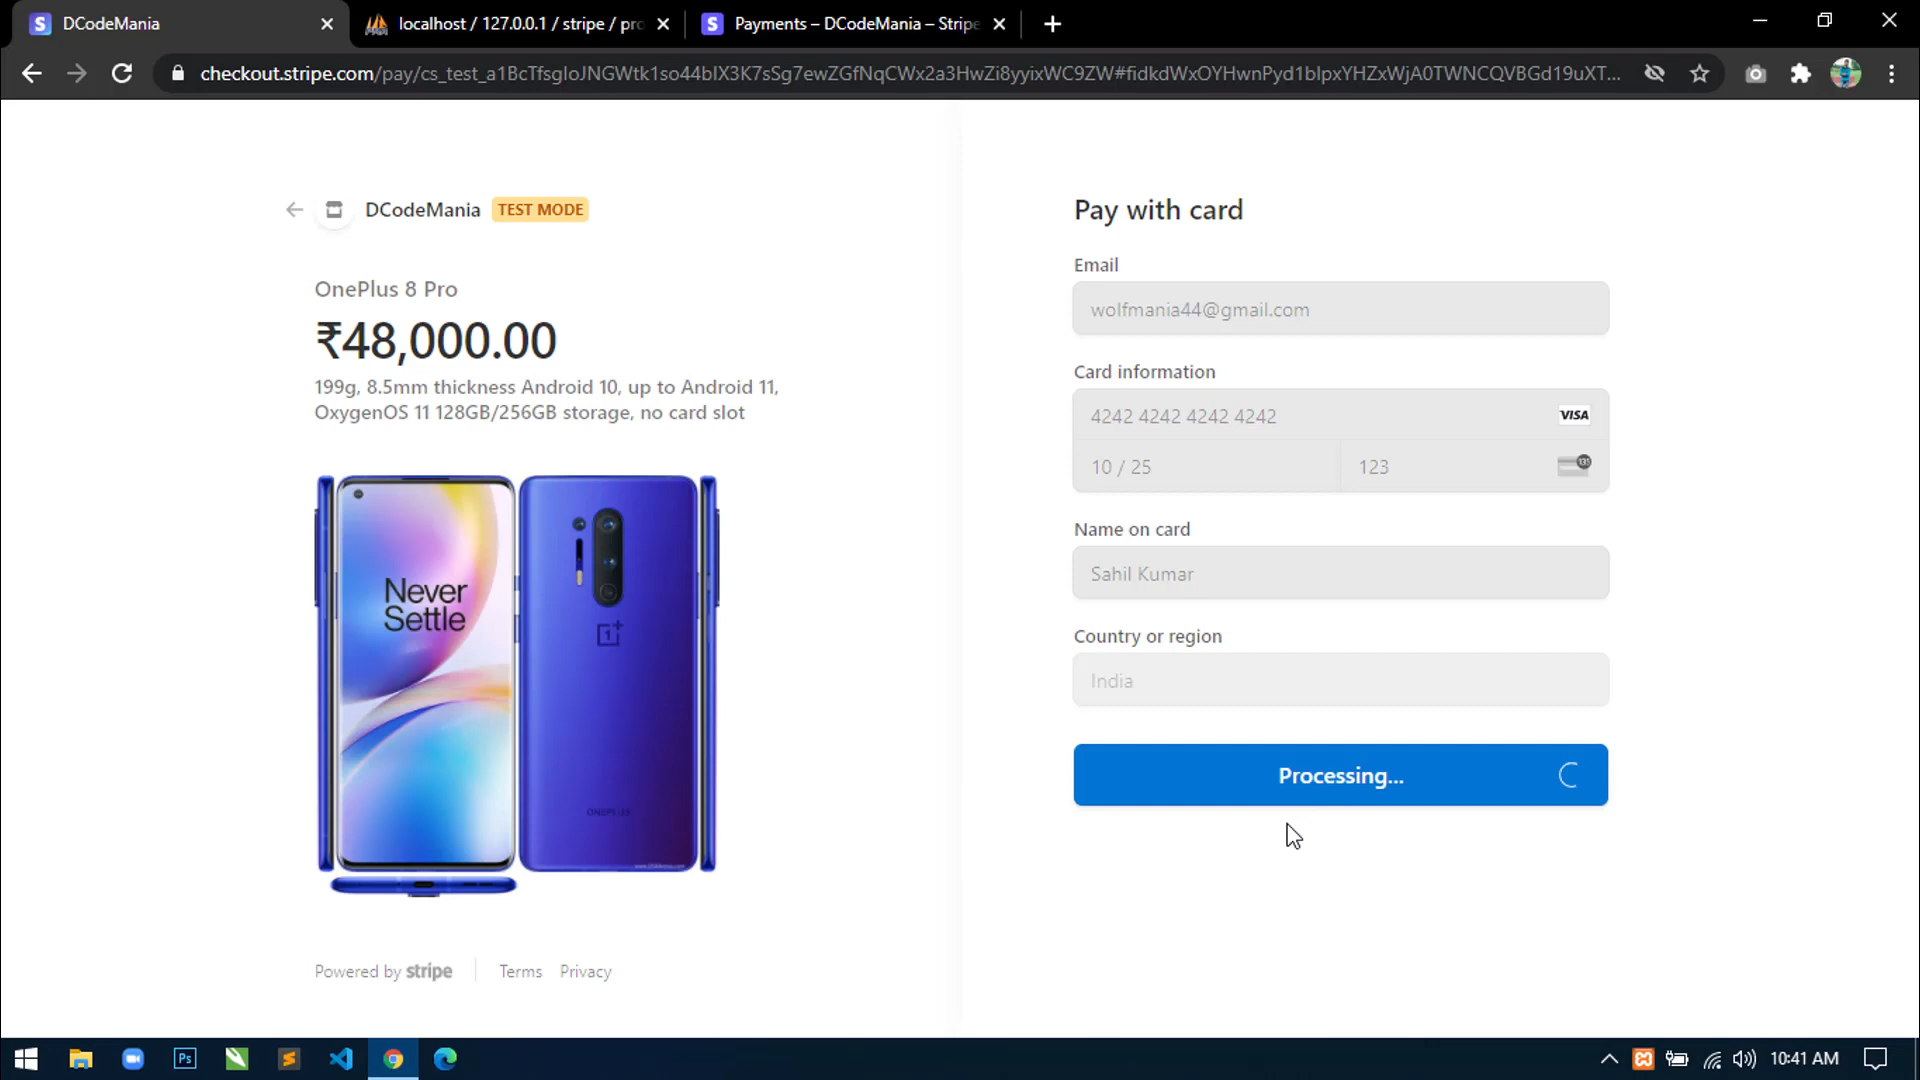 DCodeMania
localhost / 127.0.0.1 / stripe / pro
Payments – DCodeMania – Stripe
checkout.stripe.com/pay/cs_test_a1BcTfsgIoJNGWtk1so44bIX3K7sSg7ewZGfNqCWx2a3HwZi8yyixWC9ZW#fidkdWxOYHwnPyd1blpxYHZxWjA0TWNCQVBGd19uXT...
DCodeMania TEST MODE
OnePlus 8 Pro
₹48,000.00
199g, 8.5mm thickness Android 10, up to Android 11,
OxygenOS 11 128GB/256GB storage, no card slot
Never
Settle
ONEPLUS
Powered by stripe
Terms Privacy
Pay with card
Email
wolfmania44@gmail.com
Card information
4242 4242 4242 4242 VISA
10 / 25 123
Name on card
Sahil Kumar
Country or region
India
Processing...
Ps
10:41 AM